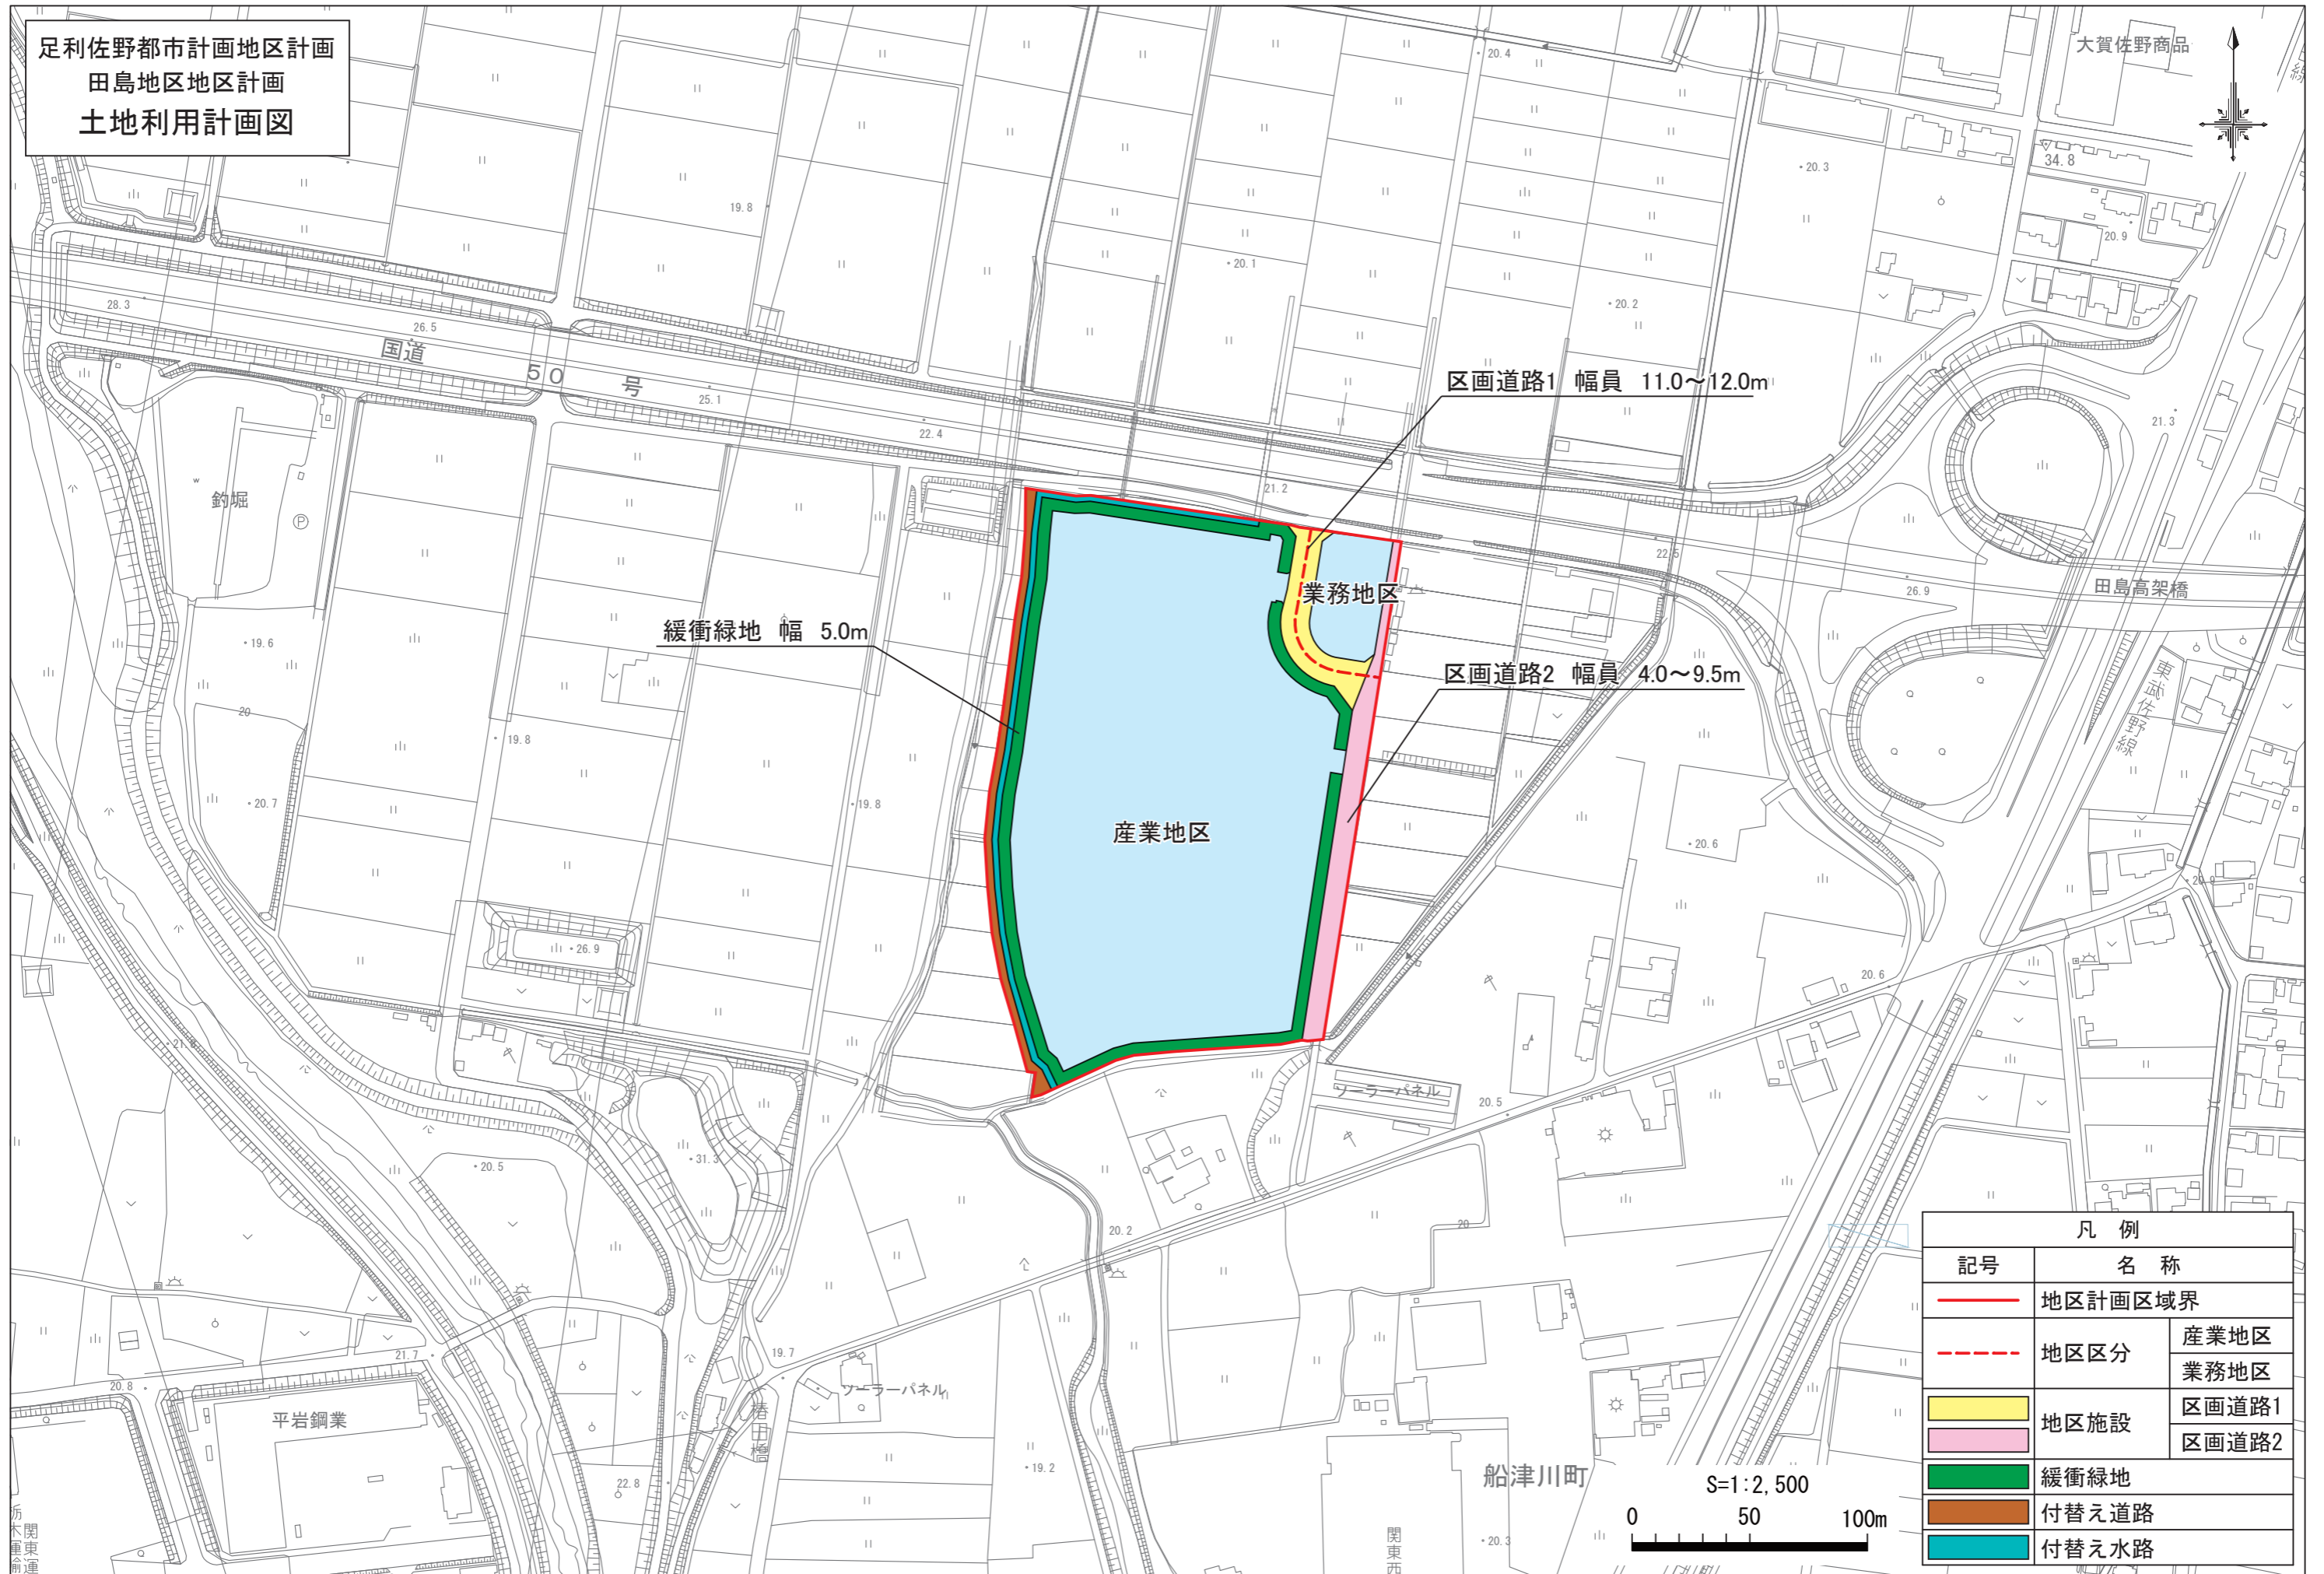 足利佐野都市計画地区計画
田島地区地区計画
土地利用計画図
大賀佐野商品
20.4
34.8
20.3
19.8
20.9
20.1
28.3
20.2
26.5
国道
50 号
25.1
区画道路1 幅員 11.0~12.0m
21.3
22.4
21.2
釣堀
P
22.5
田島高架橋
26.9
業務地区
緩衝緑地 幅 5.0m
19.6
区画道路2 幅員 4.0~9.5m
東武佐野線
20
19.8
20.7
19.8
産業地区
20.6
20.9
26.9
20.6
ソーラーパネル
20.5
31.3
20.5
20.2
20
凡 例
記号 名 称
地区計画区域界
地区区分 産業地区
業務地区
地区施設 区画道路1
区画道路2
緩衝緑地
付替え道路
付替え水路
21.7
19.7
20.8
ソーラーパネル
平岩鋼業
19.2
船津川町
22.8
S=1:2,500
0 50 100m
20.3
関東西